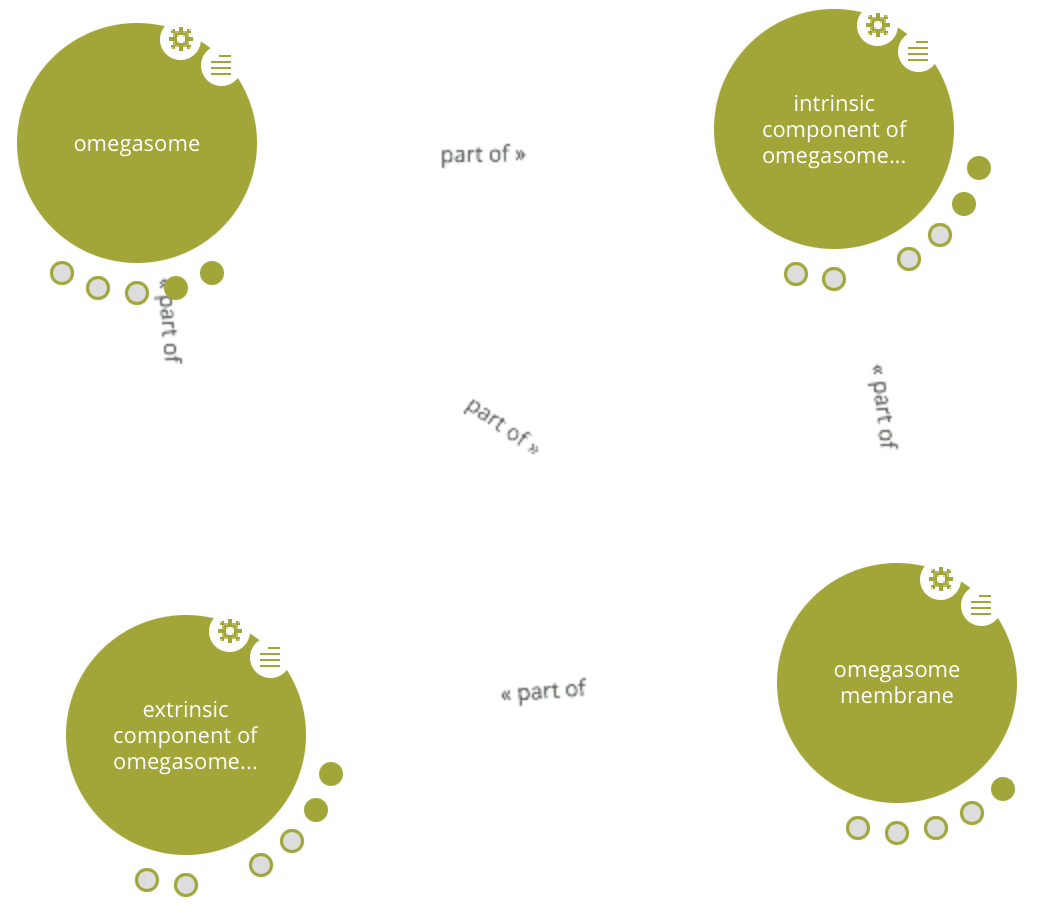 omegasome
part of »
intrinsic
component of
omegasome...
« part of
part of »
« part of
extrinsic
component of
omegasome...
« part of
omegasome
membrane